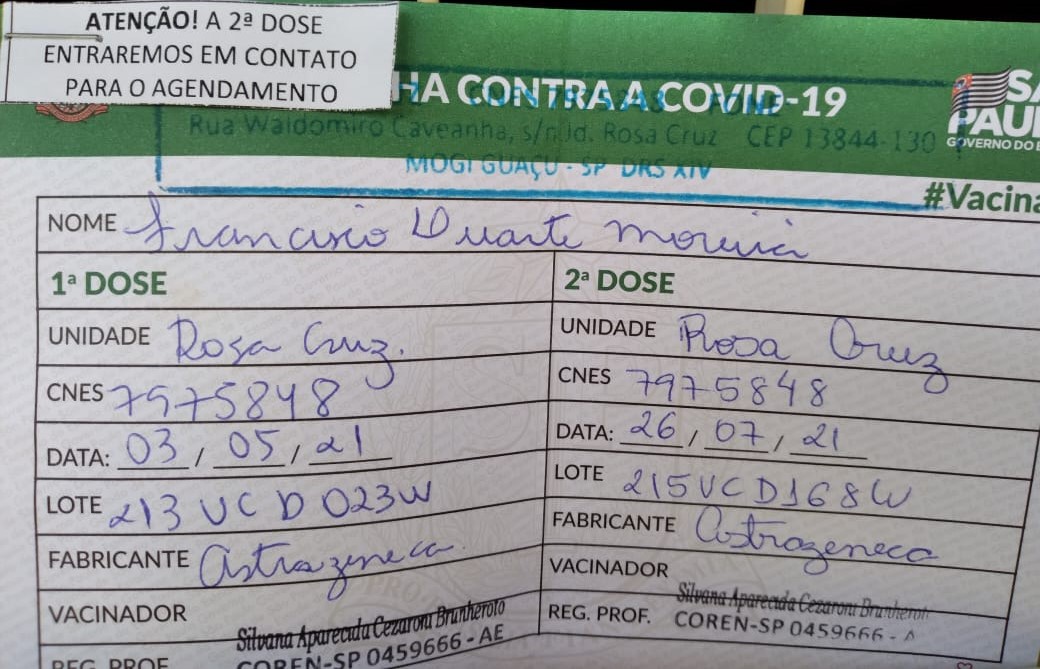 ATENÇÃO! A 2ª DOSE
ENTRAREMOS EM CONTATO
PARA O AGENDAMENTO
HA CONTRA A COVID-19
SÃ
PAUL
GOVERNO DO E
Rua Waldomiro Caveanha, s/n Jd. Rosa Cruz CEP 13844-130
MOGI GUAÇU - SP DRS XIV
#Vacina
NOME Francisco Duarte Moreira
1ª DOSE
UNIDADE Rosa Cruz.
CNES 7975848
DATA: 03 / 05 / 21
LOTE 213 VCD 023W
FABRICANTE Astrazeneca.
VACINADOR
Silvana Aparecida Cezaroni Brunheroto
COREN-SP 0459666 - AE
REG. PROF.
2ª DOSE
UNIDADE Rosa Cruz
CNES 7975848
DATA: 26 / 07 / 21
LOTE 215VCD168W
FABRICANTE Astrazeneca
VACINADOR
Silvana Aparecida Cezaroni Brunheroto
REG. PROF. COREN-SP 0459666 - A